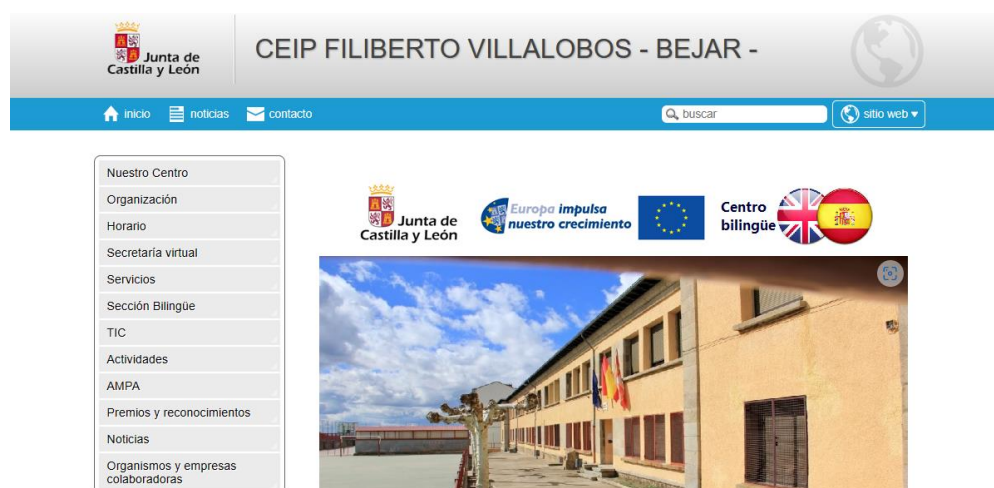 Junta de
Castilla y León
CEIP FILIBERTO VILLALOBOS - BEJAR -
inicio
noticias
contacto
buscar
sitio web
Nuestro Centro
Organización
Horario
Secretaría virtual
Servicios
Sección Bilingüe
TIC
Actividades
AMPA
Premios y reconocimientos
Noticias
Organismos y empresas
colaboradoras
Junta de
Castilla y León
Europa impulsa
nuestro crecimiento
Centro
bilingüe